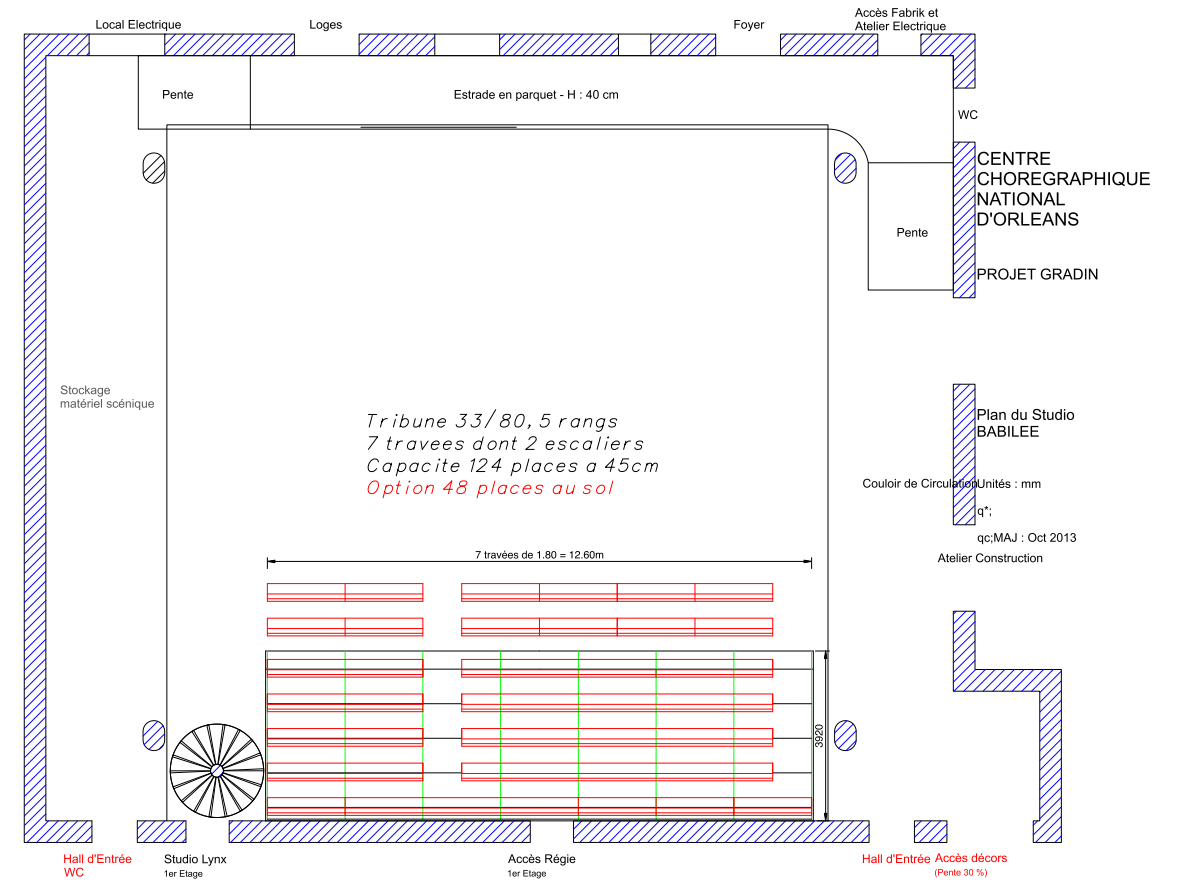 Local Electrique
Loges
Foyer
Accès Fabrik et
Atelier Electrique
Pente
Estrade en parquet - H : 40 cm
WC
CENTRE
CHOREGRAPHIQUE
NATIONAL
D'ORLEANS
Pente
PROJET GRADIN
Stockage
matériel scénique
Tribune 33/80, 5 rangs
7 travees dont 2 escaliers
Capacite 124 places a 45cm
Option 48 places au sol
Plan du Studio
BABILEE
Couloir de Circulation
Unités : mm
q*;
qc;MAJ : Oct 2013
Atelier Construction
7 travées de 1.80 = 12.60m
3920
Hall d'Entrée
WC
Studio Lynx
1er Etage
Accès Régie
1er Etage
Hall d'Entrée
Accès décors
(Pente 30 %)